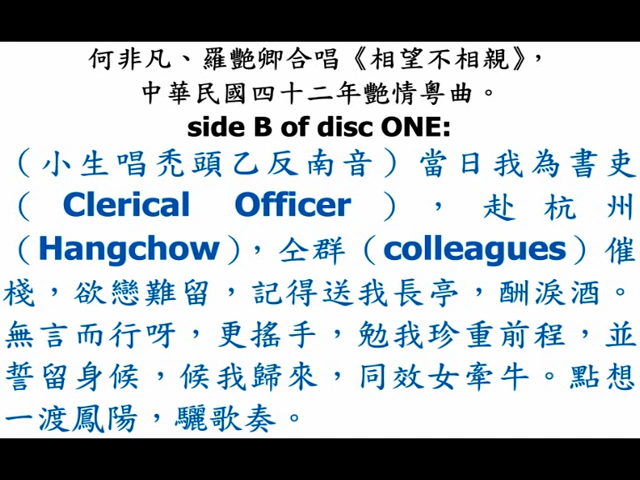 何非凡、羅艷卿合唱《相望不相親》，
中華民國四十二年艷情粵曲。
side B of disc ONE:
（小生唱禿頭乙反南音）當日我為書吏
（Clerical Officer），赴杭州
（Hangchow），仝群（colleagues）催
棧，欲戀難留，記得送我長亭，酬淚酒。
無言而行呀，更搖手，勉我珍重前程，並
誓留身候，候我歸來，同效女牽牛。點想
一渡鳳陽，驪歌奏。